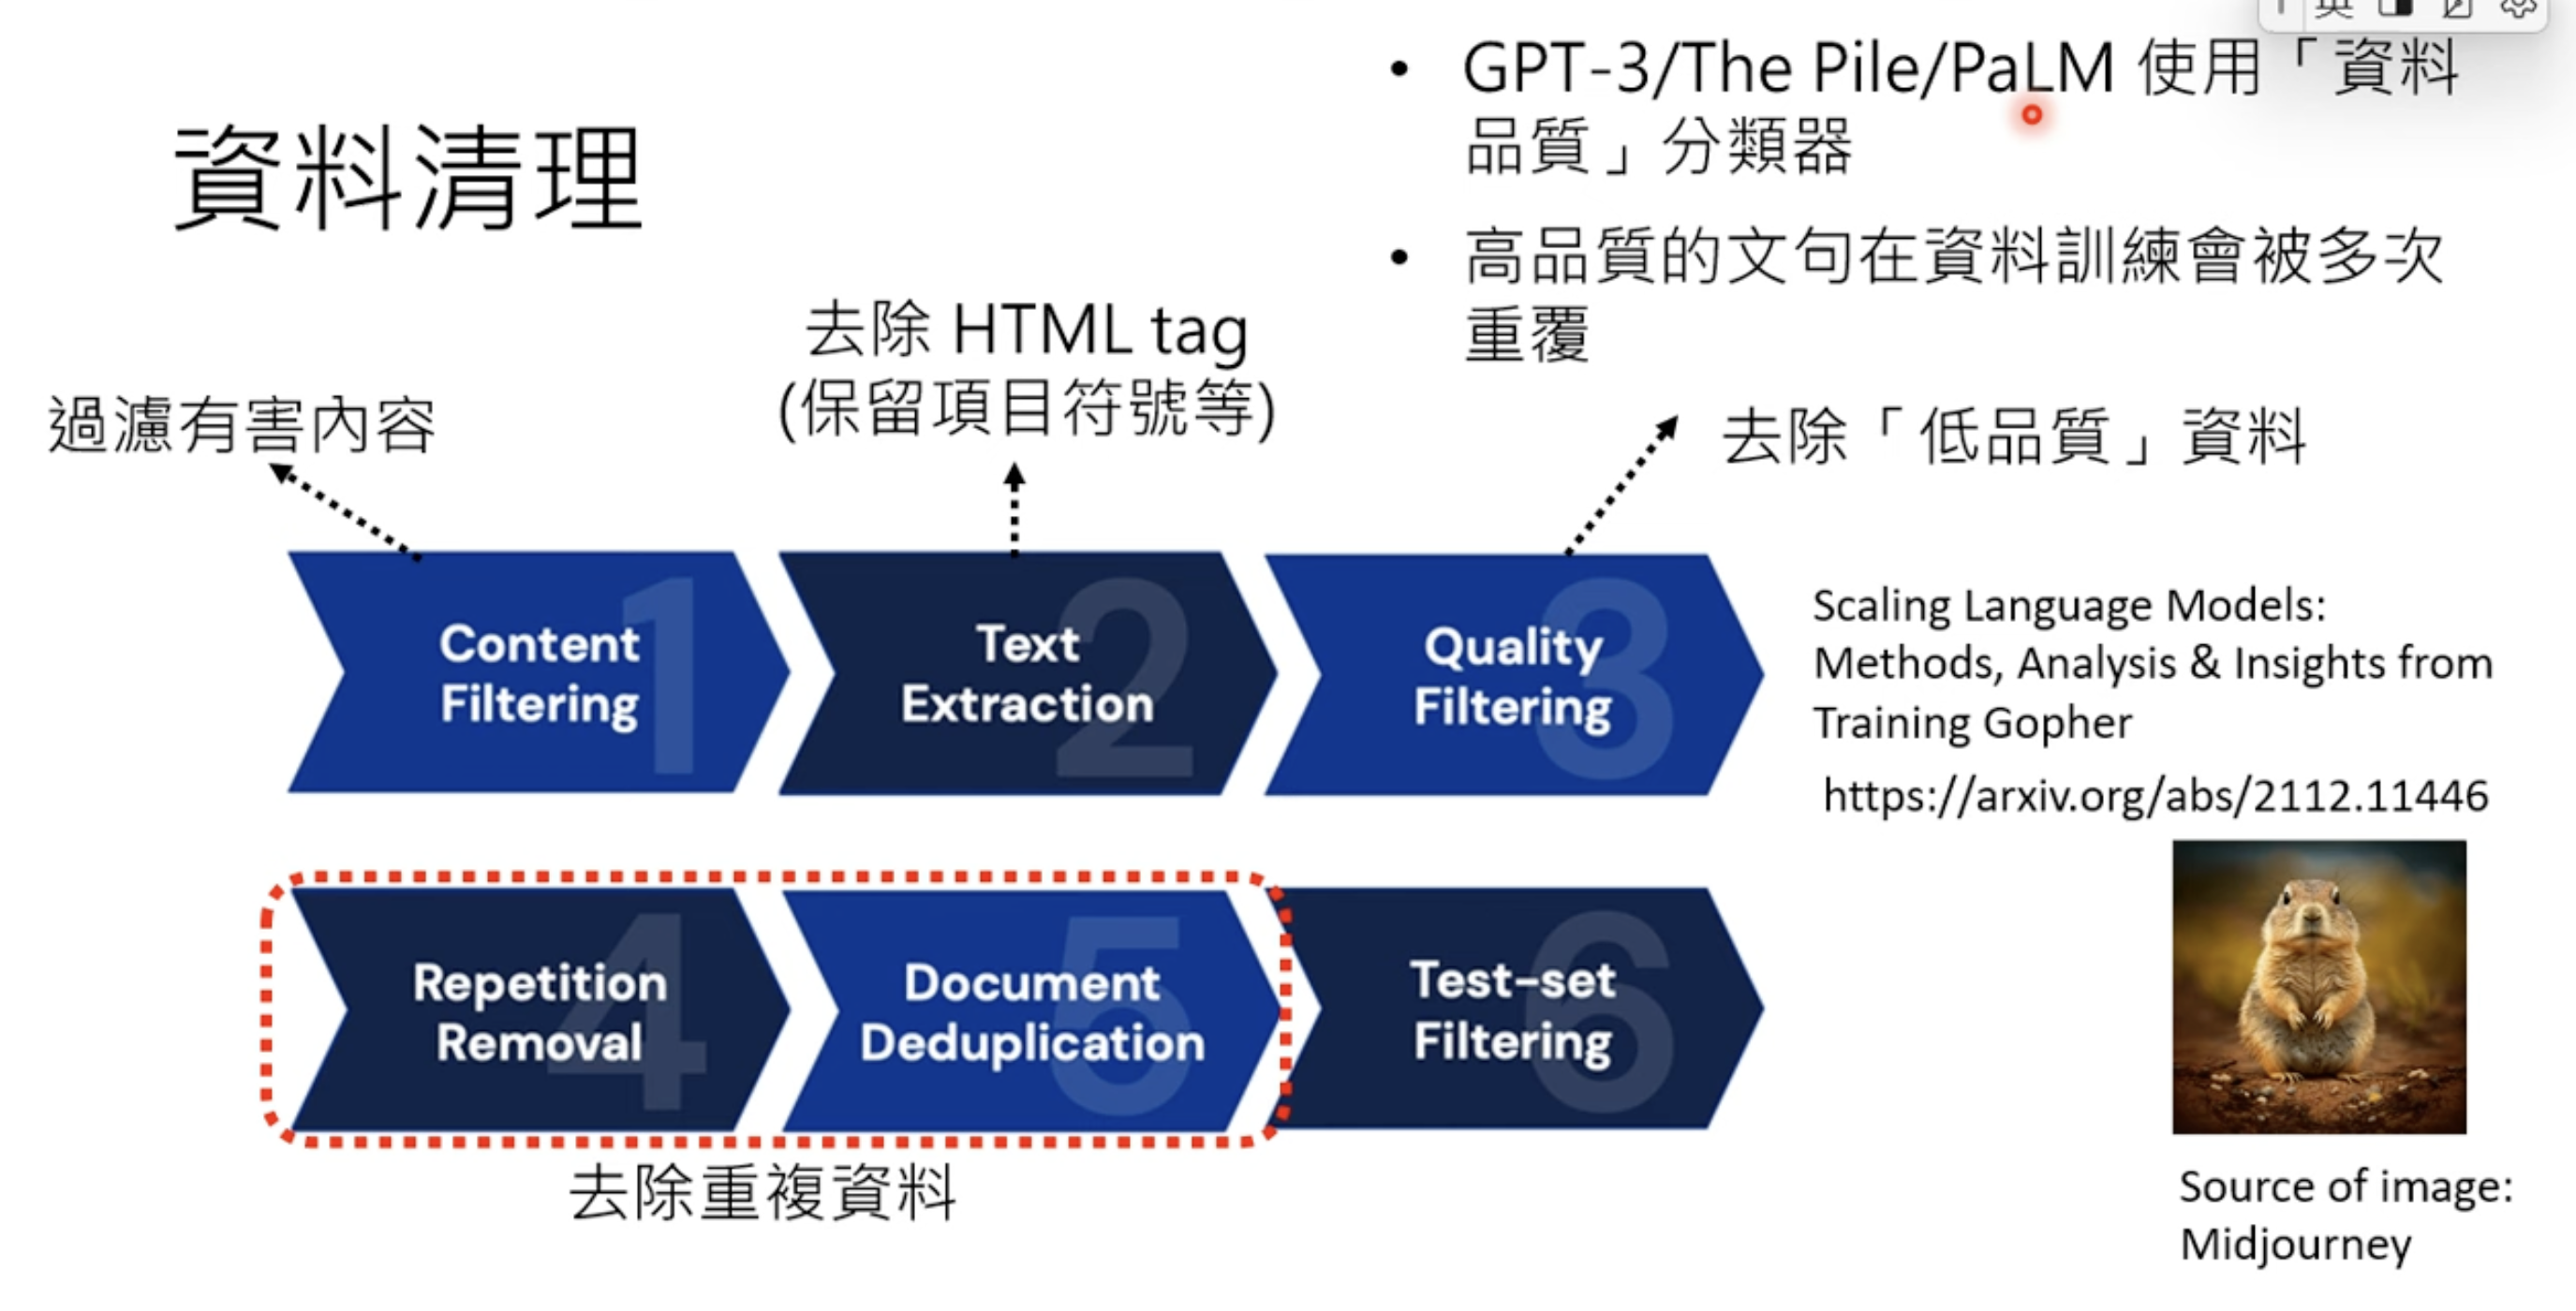 英
• GPT-3/The Pile/PaLM 使用「資料
品質」分類器
資料清理
• 高品質的文句在資料訓練會被多次
重覆
去除 HTML tag
(保留項目符號等)
過濾有害內容
去除「低品質」資料
1
Content
Filtering
2
Text
Extraction
3
Quality
Filtering
Scaling Language Models:
Methods, Analysis & Insights from
Training Gopher
https://arxiv.org/abs/2112.11446
4
Repetition
Removal
5
Document
Deduplication
6
Test-set
Filtering
去除重複資料
Source of image:
Midjourney